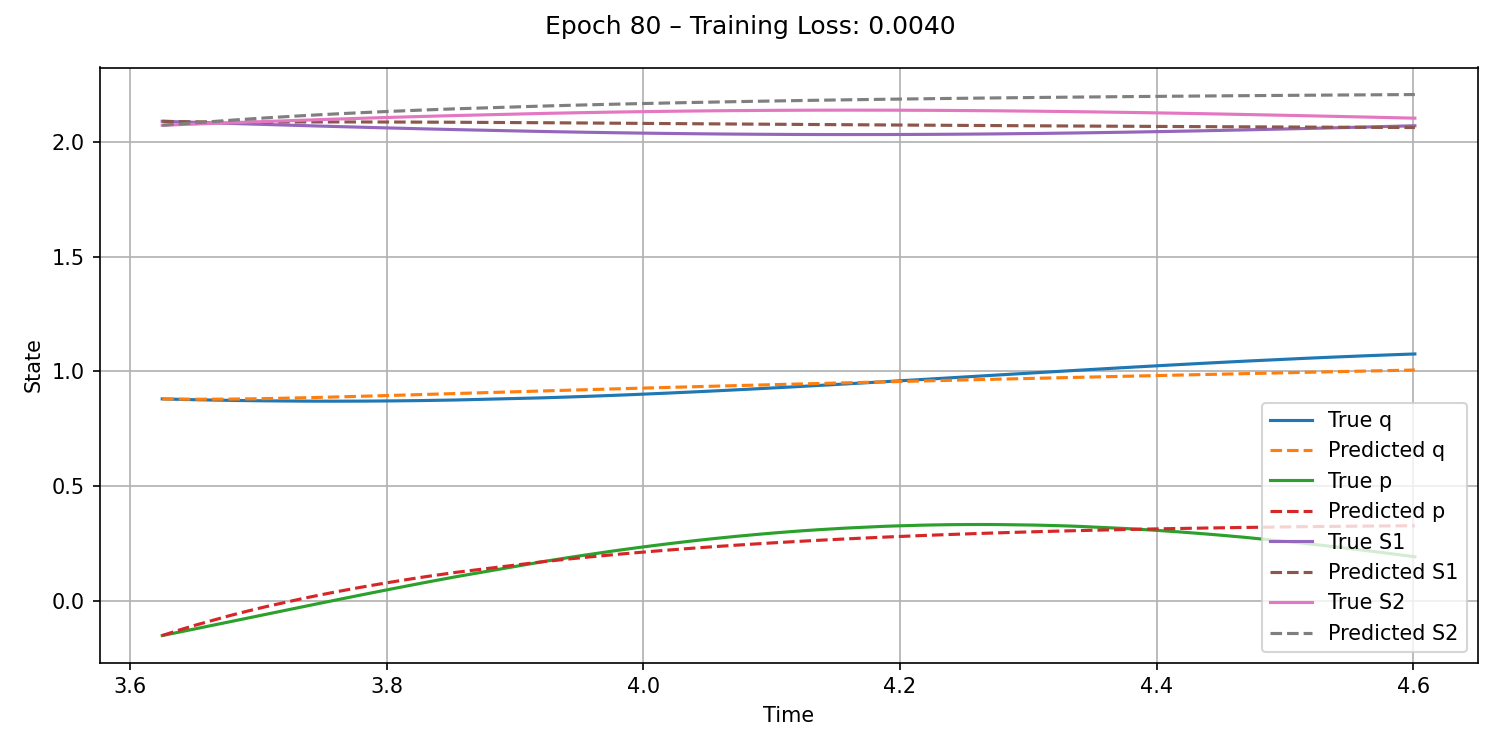 Epoch 80 – Training Loss: 0.0040
State
2.0
1.5
1.0
0.5
0.0
True q
Predicted q
True p
Predicted p
True S1
Predicted S1
True S2
Predicted S2
3.6 3.8 4.0 4.2 4.4 4.6
Time